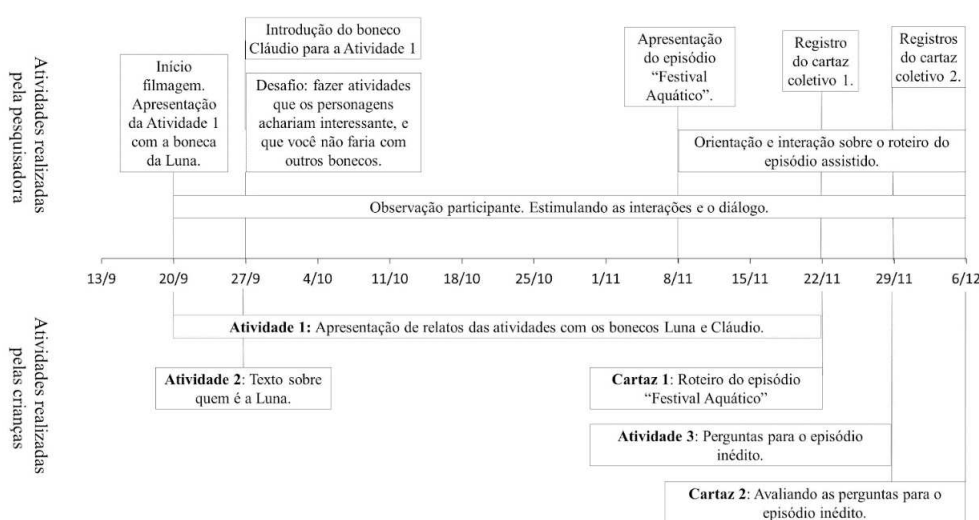 Atividades realizadas
pela pesquisadora
Início
filmagem.
Apresentação
da Atividade 1
com a boneca
da Luna.
Introdução do boneco
Cláudio para a Atividade 1
Desafio: fazer atividades
que os personagens
achariam interessante, e
que você não faria com
outros bonecos.
Apresentação
do episódio
“Festival
Aquático”.
Registro
do cartaz
coletivo 1.
Registros
do cartaz
coletivo 2.
Orientação e interação sobre o roteiro do
episódio assistido.
Observação participante. Estimulando as interações e o diálogo.
13/9 20/9 27/9 4/10 11/10 18/10 25/10 1/11 8/11 15/11 22/11 29/11 6/12
Atividades realizadas
pelas crianças
Atividade 1: Apresentação de relatos das atividades com os bonecos Luna e Cláudio.
Atividade 2: Texto sobre
quem é a Luna.
Cartaz 1: Roteiro do episódio
“Festival Aquático”
Atividade 3: Perguntas para o episódio
inédito.
Cartaz 2: Avaliando as perguntas para o
episódio inédito.